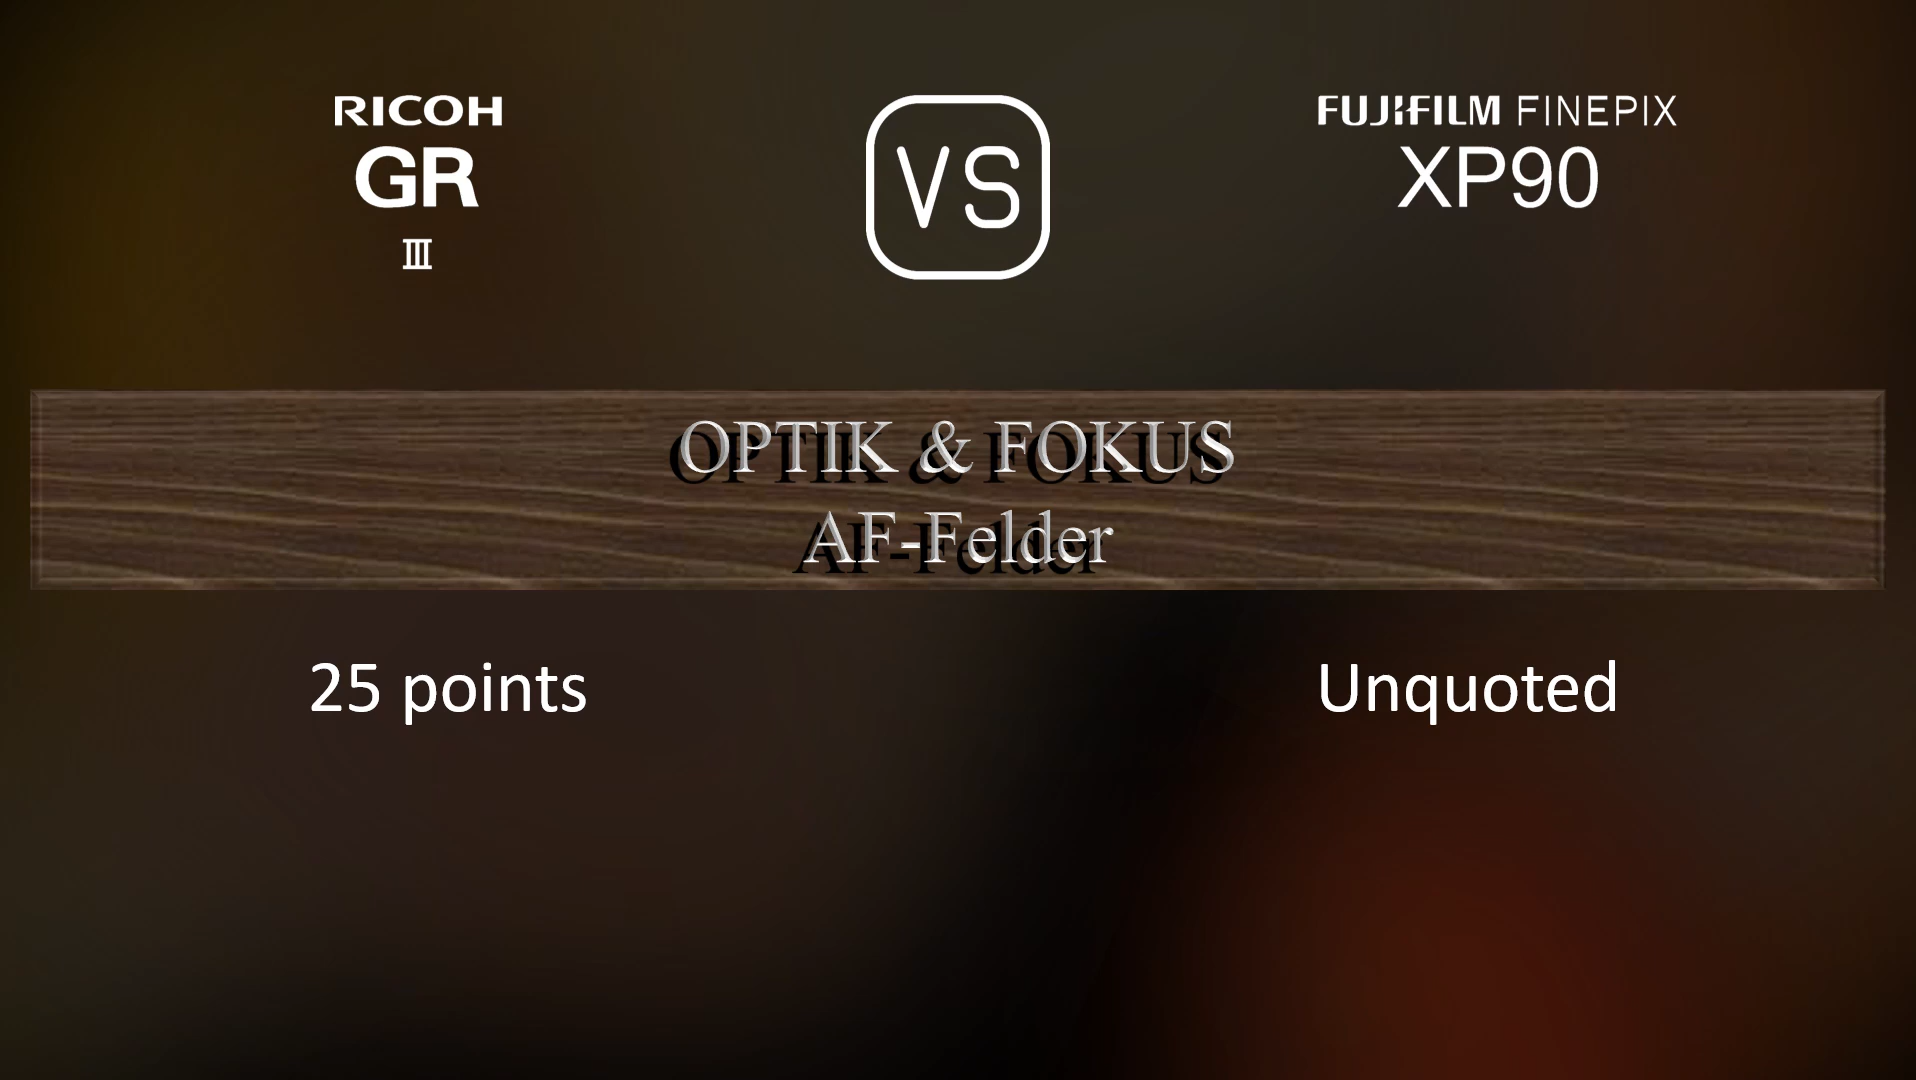 RICOH
GR
III
VS
FUJIFILM FINEPIX
XP90
OPTIK & FOKUS
AF-Felder
25 points
Unquoted